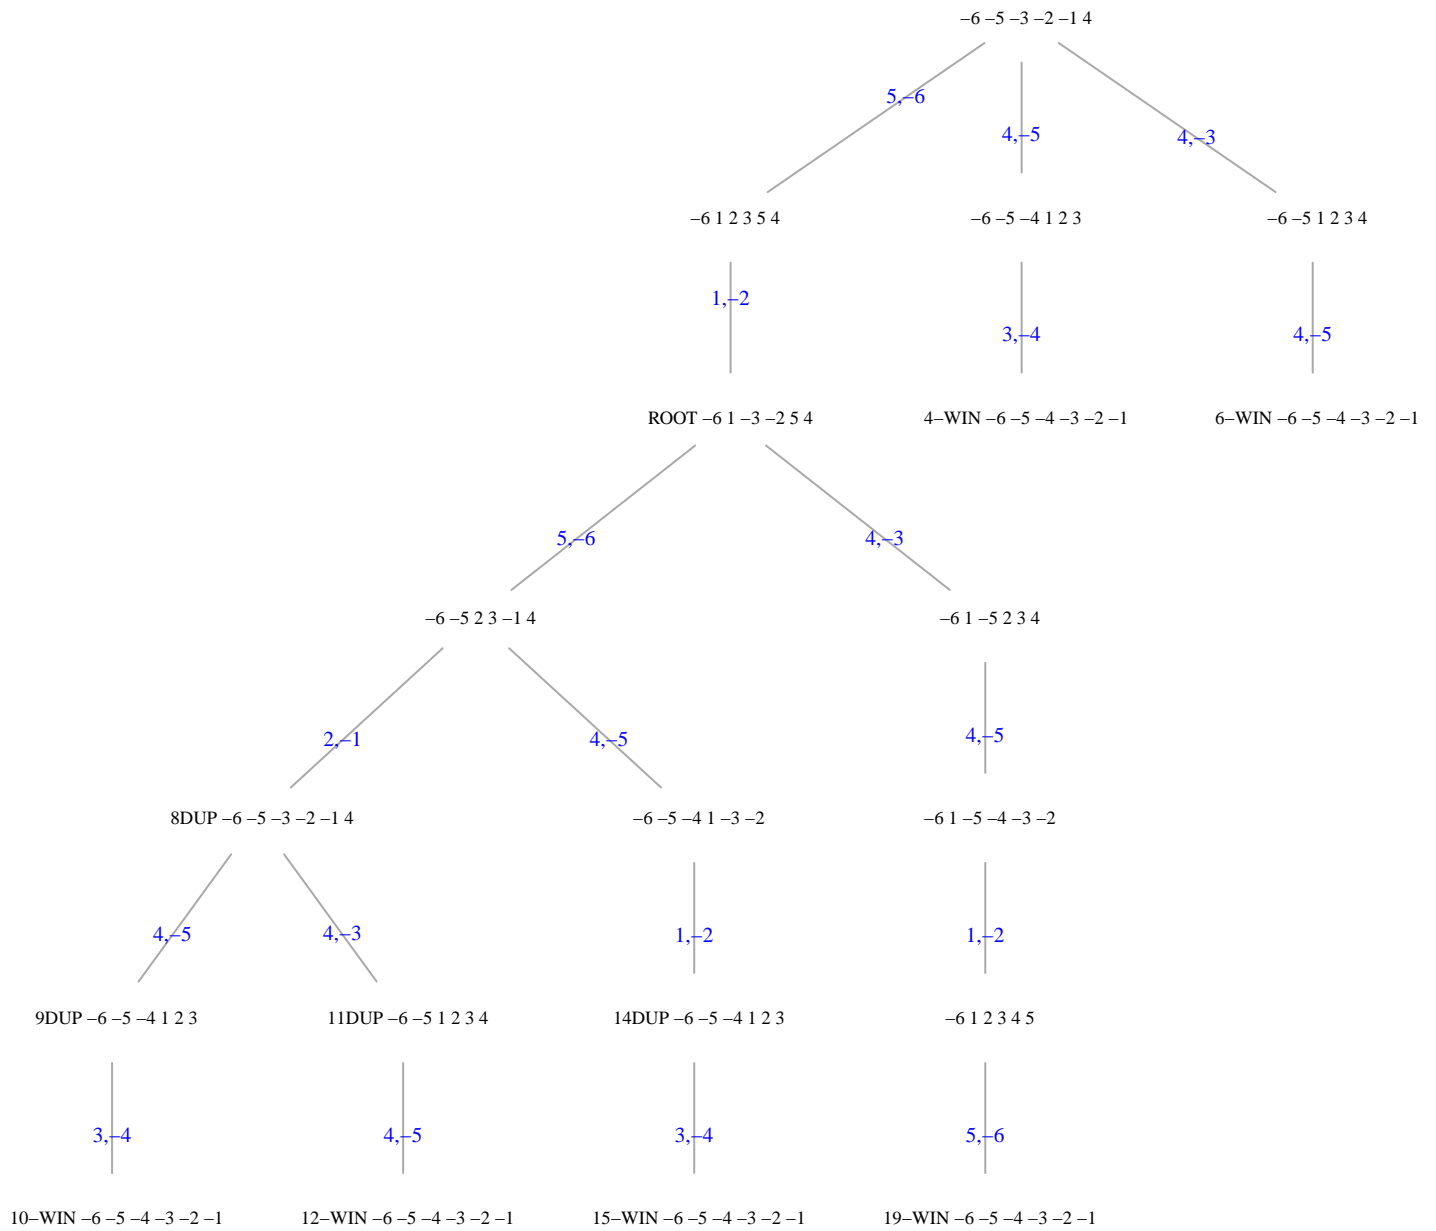 −6 −5 −3 −2 −1 4
5,−6
4,−5
4,−3
−6 1 2 3 5 4
−6 −5 −4 1 2 3
−6 −5 1 2 3 4
1,−2
3,−4
4,−5
ROOT −6 1 −3 −2 5 4
4−WIN −6 −5 −4 −3 −2 −1
6−WIN −6 −5 −4 −3 −2 −1
5,−6
4,−3
−6 −5 2 3 −1 4
−6 1 −5 2 3 4
2,−1
4,−5
4,−5
8DUP −6 −5 −3 −2 −1 4
−6 −5 −4 1 −3 −2
−6 1 −5 −4 −3 −2
4,−5
4,−3
1,−2
1,−2
9DUP −6 −5 −4 1 2 3
11DUP −6 −5 1 2 3 4
14DUP −6 −5 −4 1 2 3
−6 1 2 3 4 5
3,−4
4,−5
3,−4
5,−6
10−WIN −6 −5 −4 −3 −2 −1
12−WIN −6 −5 −4 −3 −2 −1
15−WIN −6 −5 −4 −3 −2 −1
19−WIN −6 −5 −4 −3 −2 −1